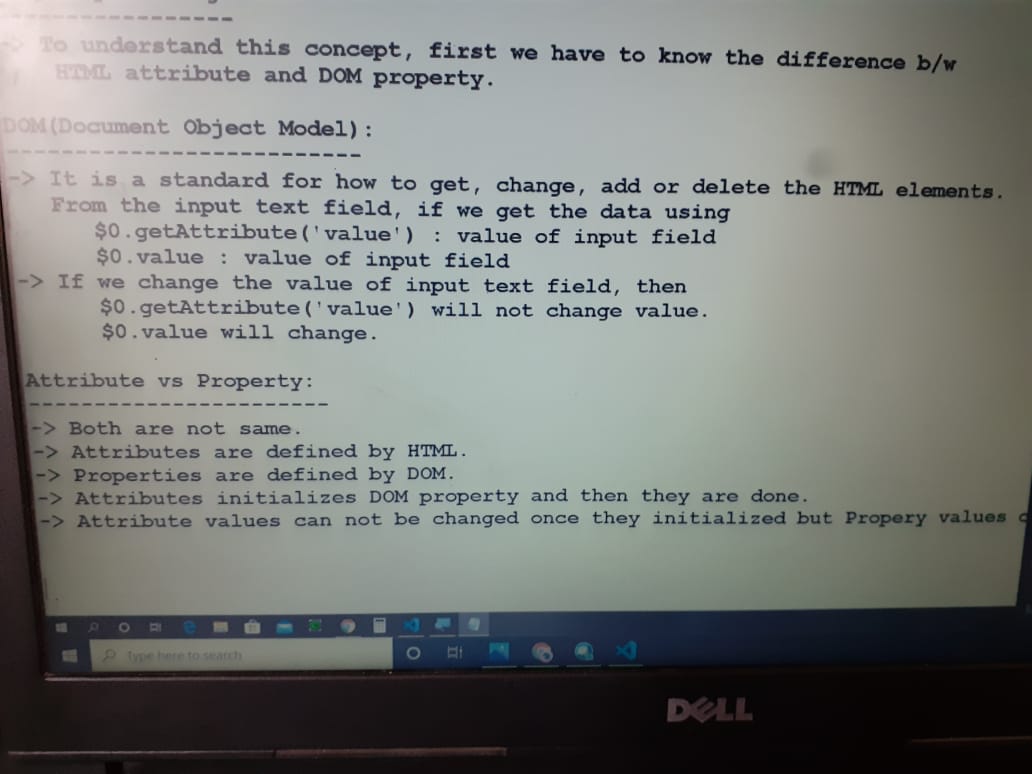 -----------------
-> To understand this concept, first we have to know the difference b/w
HTML attribute and DOM property.
DOM(Document Object Model):
--------------------------
-> It is a standard for how to get, change, add or delete the HTML elements.
From the input text field, if we get the data using
$0.getAttribute('value') : value of input field
$0.value : value of input field
-> If we change the value of input text field, then
$0.getAttribute('value') will not change value.
$0.value will change.
Attribute vs Property:
-----------------------
-> Both are not same.
-> Attributes are defined by HTML.
-> Properties are defined by DOM.
-> Attributes initializes DOM property and then they are done.
-> Attribute values can not be changed once they initialized but Propery values
Type here to search
DELL